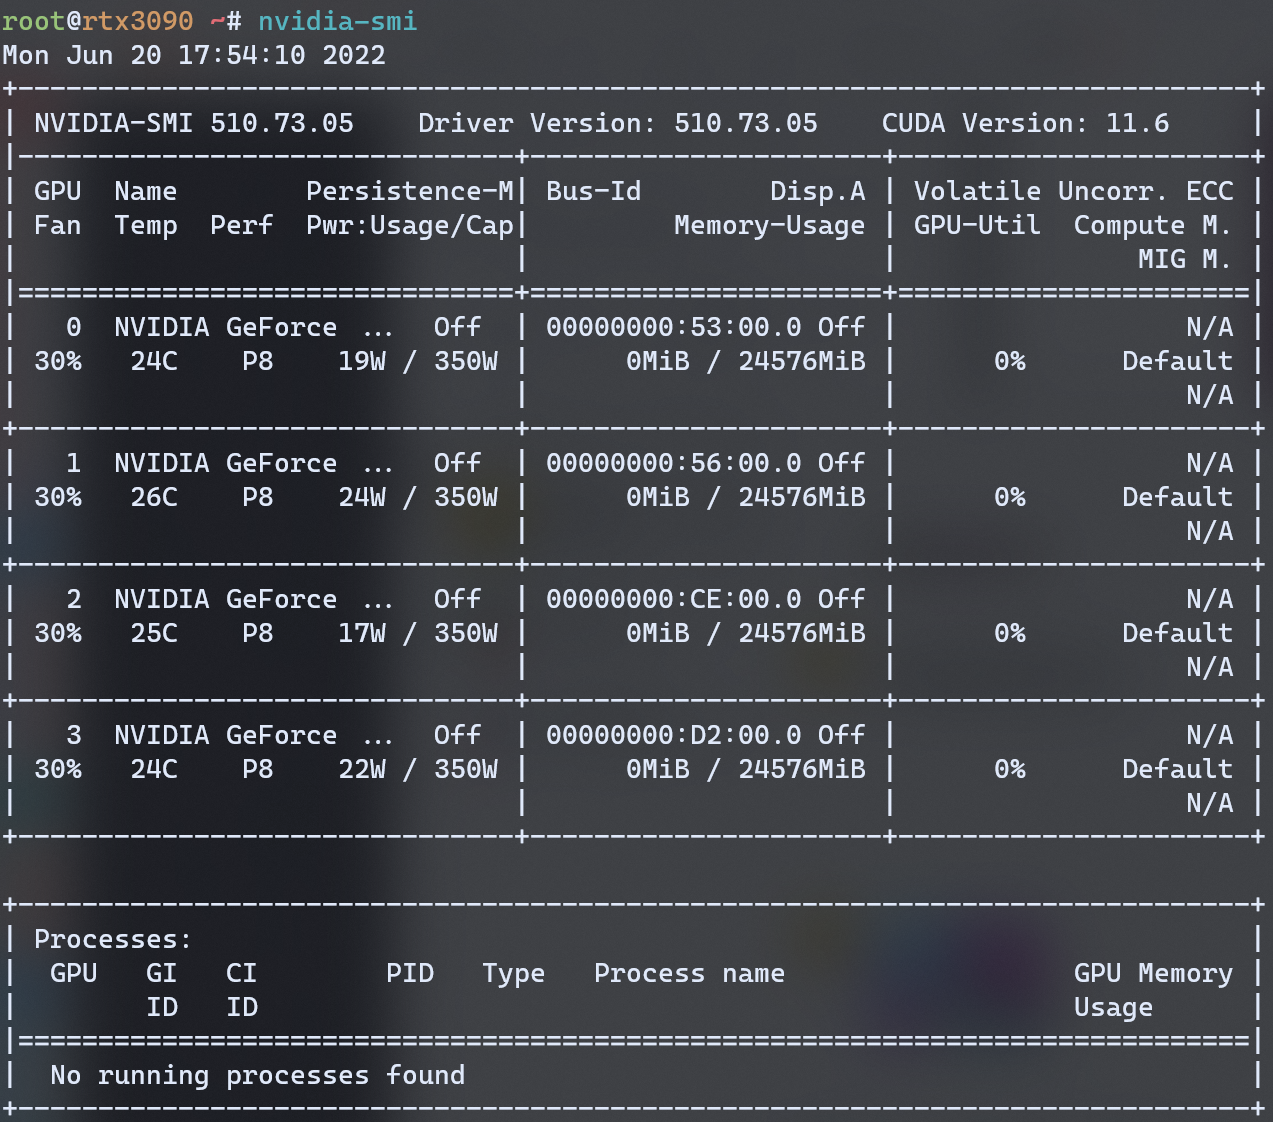 root@rtx3090 ~# nvidia-smi
Mon Jun 20 17:54:10 2022
+-----------------------------------------------------------------------------+
| NVIDIA-SMI 510.73.05    Driver Version: 510.73.05    CUDA Version: 11.6     |
|-------------------------------+----------------------+----------------------+
| GPU  Name        Persistence-M| Bus-Id        Disp.A | Volatile Uncorr. ECC |
| Fan  Temp  Perf  Pwr:Usage/Cap|         Memory-Usage | GPU-Util  Compute M. |
|                               |                      |               MIG M. |
|===============================+======================+======================|
|   0  NVIDIA GeForce ...  Off  | 00000000:53:00.0 Off |                  N/A |
| 30%   24C    P8    19W / 350W |      0MiB / 24576MiB |      0%      Default |
|                               |                      |                  N/A |
+-------------------------------+----------------------+----------------------+
|   1  NVIDIA GeForce ...  Off  | 00000000:56:00.0 Off |                  N/A |
| 30%   26C    P8    24W / 350W |      0MiB / 24576MiB |      0%      Default |
|                               |                      |                  N/A |
+-------------------------------+----------------------+----------------------+
|   2  NVIDIA GeForce ...  Off  | 00000000:CE:00.0 Off |                  N/A |
| 30%   25C    P8    17W / 350W |      0MiB / 24576MiB |      0%      Default |
|                               |                      |                  N/A |
+-------------------------------+----------------------+----------------------+
|   3  NVIDIA GeForce ...  Off  | 00000000:D2:00.0 Off |                  N/A |
| 30%   24C    P8    22W / 350W |      0MiB / 24576MiB |      0%      Default |
|                               |                      |                  N/A |
+-------------------------------+----------------------+----------------------+

+-----------------------------------------------------------------------------+
| Processes:                                                                  |
|  GPU   GI   CI        PID   Type   Process name                  GPU Memory |
|        ID   ID                                                   Usage      |
|=============================================================================|
|  No running processes found                                                 |
+-----------------------------------------------------------------------------+